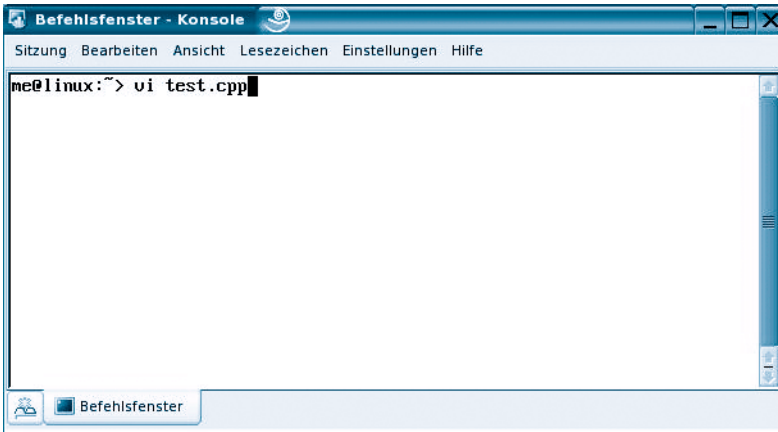 Befehlsfenster - Konsole
Sitzung Bearbeiten Ansicht Lesezeichen Einstellungen Hilfe
me@linux:~> vi test.cpp
Befehlsfenster